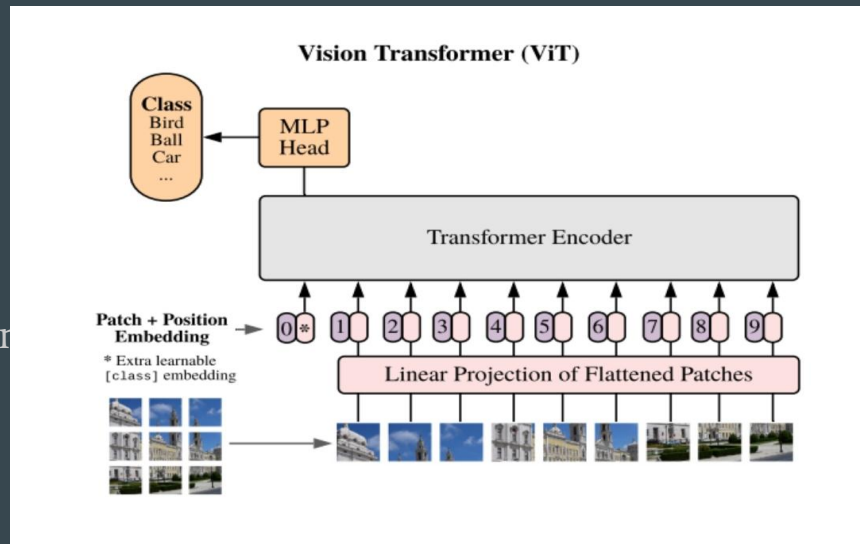 Vision Transformer (ViT)
Class
Bird
Ball
Car
...
MLP
Head
Transformer Encoder
Patch + Position
Embedding
* Extra learnable
[class] embedding
0 * 1 2 3 4 5 6 7 8 9
Linear Projection of Flattened Patches